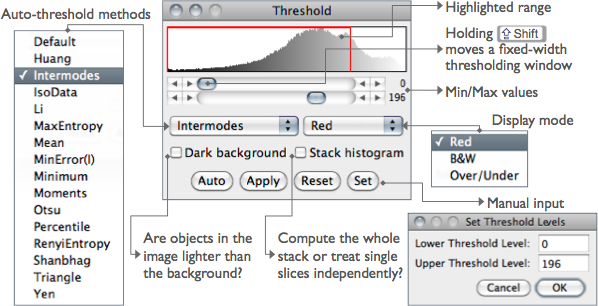 Auto-threshold methods
Default
Huang
✓ Intermodes
IsoData
Li
MaxEntropy
Mean
MinError(I)
Minimum
Moments
Otsu
Percentile
RenyiEntropy
Shanbhag
Triangle
Yen
Threshold
0
196
Intermodes
Red
Dark background
Stack histogram
Auto
Apply
Reset
Set
Highlighted range
Holding ⇧ Shift
moves a fixed-width
thresholding window
Min/Max values
Display mode
✓ Red
B&W
Over/Under
Manual input
Are objects in the
image lighter than
the background?
Compute the whole
stack or treat single
slices independently?
Set Threshold Levels
Lower Threshold Level: 0
Upper Threshold Level: 196
Cancel
OK